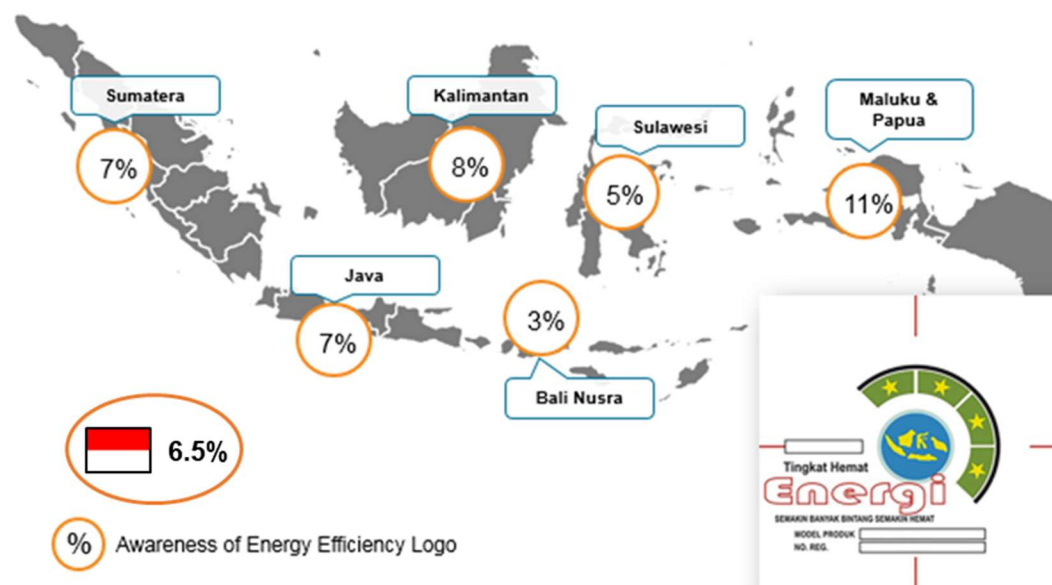 Sumatera
7%
Kalimantan
8%
Sulawesi
5%
Maluku &
Papua
11%
Java
7%
3%
Bali Nusra
6.5%
% Awareness of Energy Efficiency Logo
Tingkat Hemat
Energi
SEMAKIN BANYAK BINTANG SEMAKIN HEMAT
MODEL PRODUK
NO. REG.